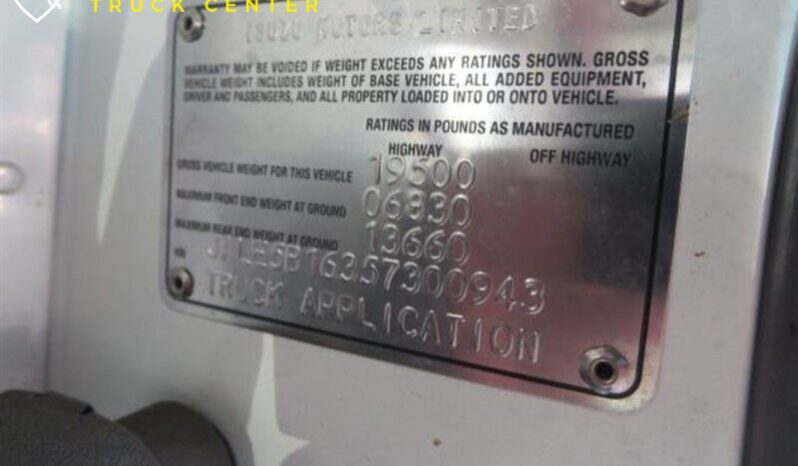 TRUCK CENTER
ISUZU MOTORS LIMITED
WARRANTY MAY BE VOIDED IF WEIGHT EXCEEDS ANY RATINGS SHOWN. GROSS
VEHICLE WEIGHT INCLUDES WEIGHT OF BASE VEHICLE, ALL ADDED EQUIPMENT,
DRIVER AND PASSENGERS, AND ALL PROPERTY LOADED INTO OR ONTO VEHICLE.
RATINGS IN POUNDS AS MANUFACTURED
HIGHWAY OFF HIGHWAY
GROSS VEHICLE WEIGHT FOR THIS VEHICLE 19500
MAXIMUM FRONT END WEIGHT AT GROUND 06830
MAXIMUM REAR END WEIGHT AT GROUND 13660
VIN JALE5B16357300943
TRUCK APPLICATION